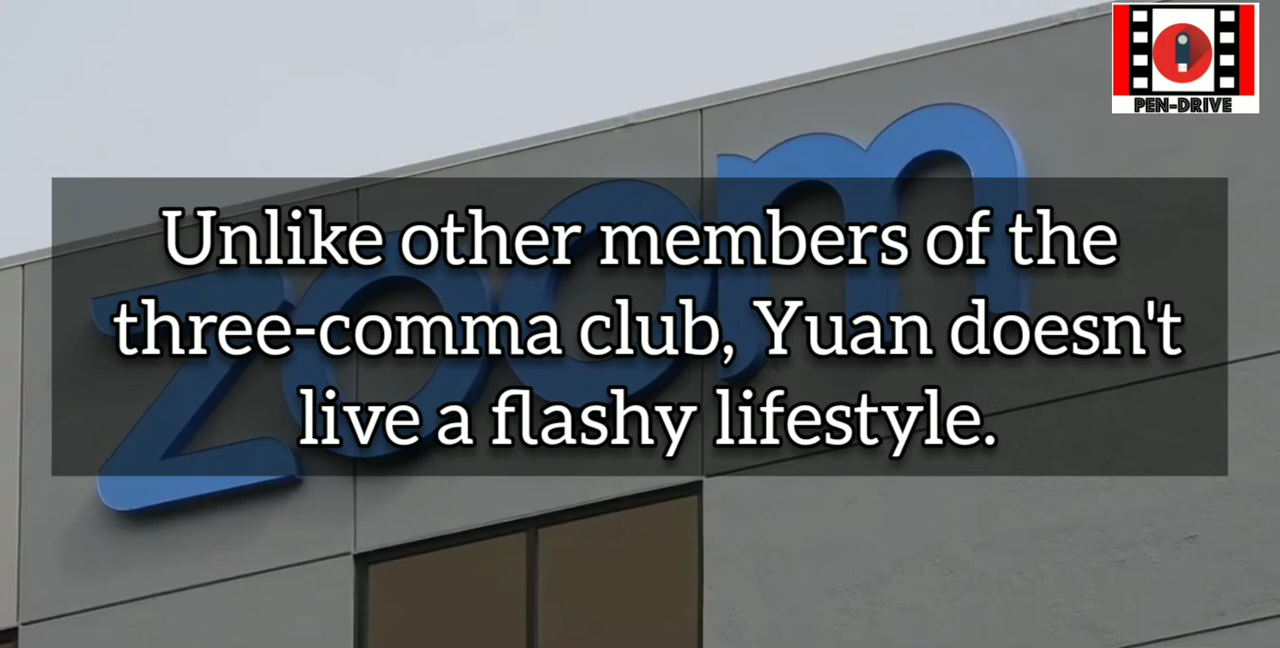 PEN-DRIVE
zoom
Unlike other members of the
three-comma club, Yuan doesn't
live a flashy lifestyle.